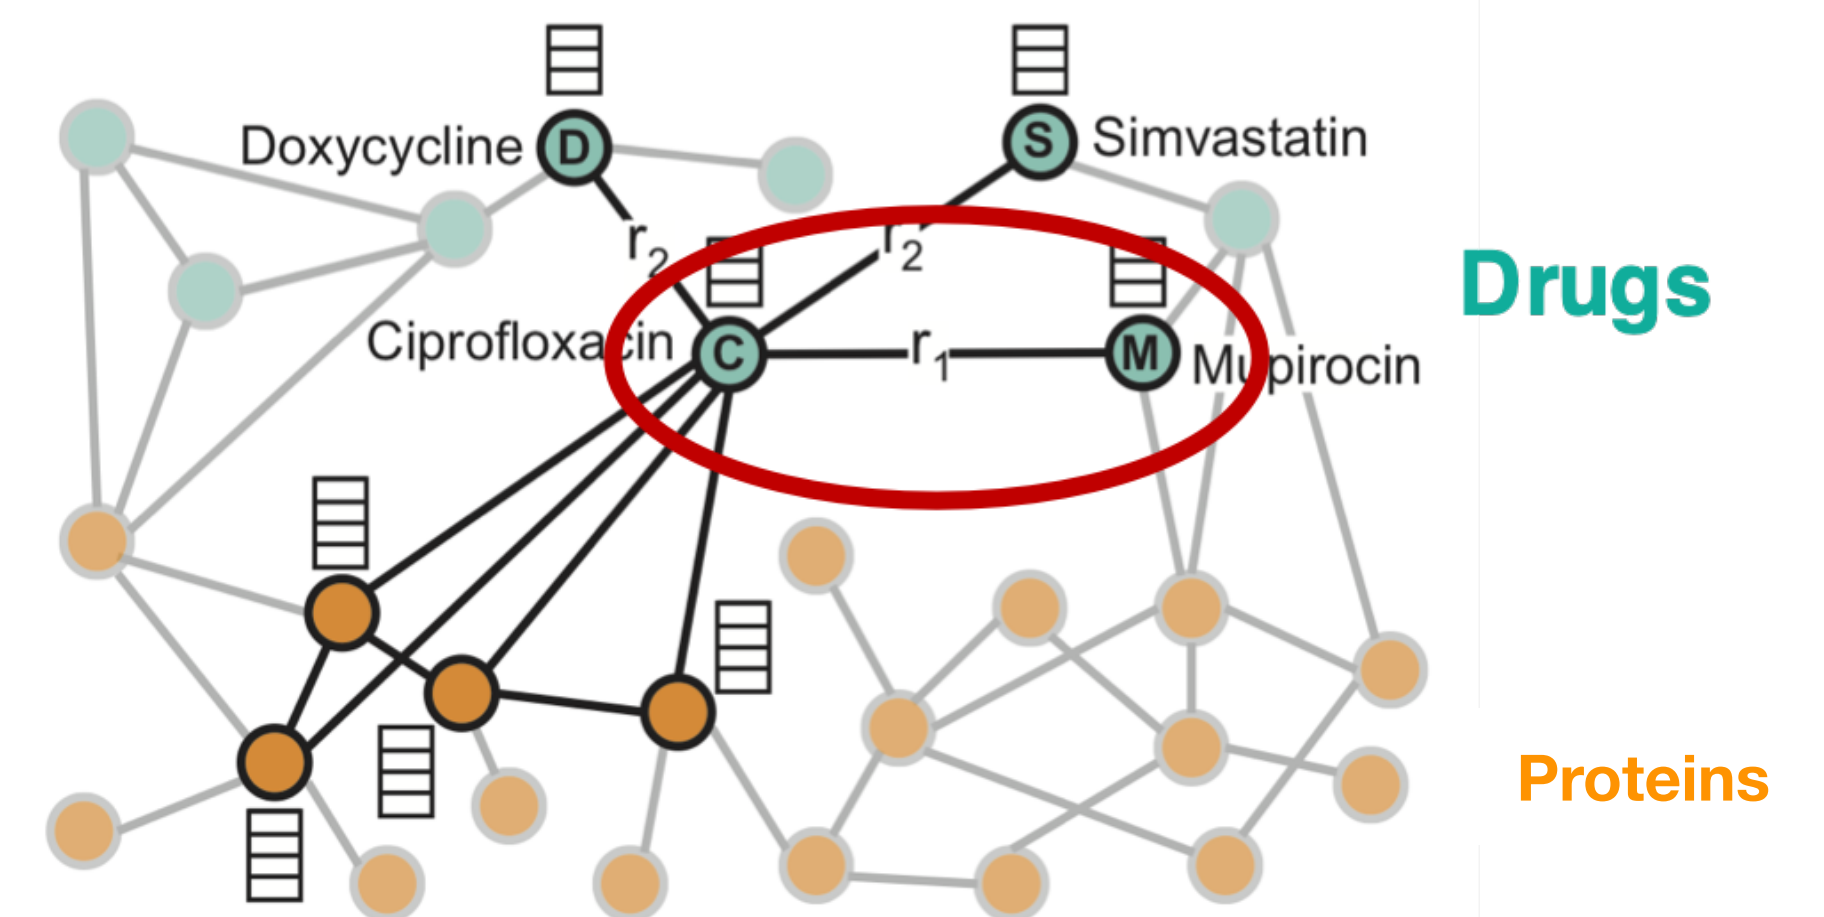 Doxycycline
D
S
Simvastatin
r2
r2
Drugs
Ciprofloxacin
C
r1
M
Mupirocin
Proteins